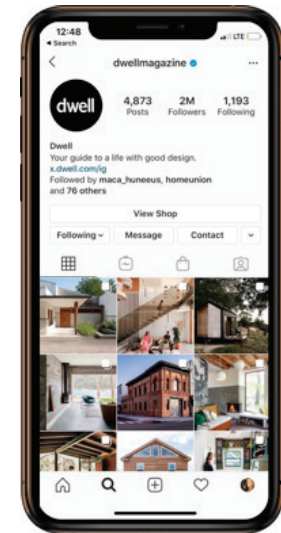 12:48
LTE
Search
dwellmagazine
dwell
4,873 2M 1,193
Posts Followers Following
Dwell
Your guide to a life with good design.
x.dwell.com/ig
Followed by maca_huneeus, homeunion
and 76 others
View Shop
Following Message Contact